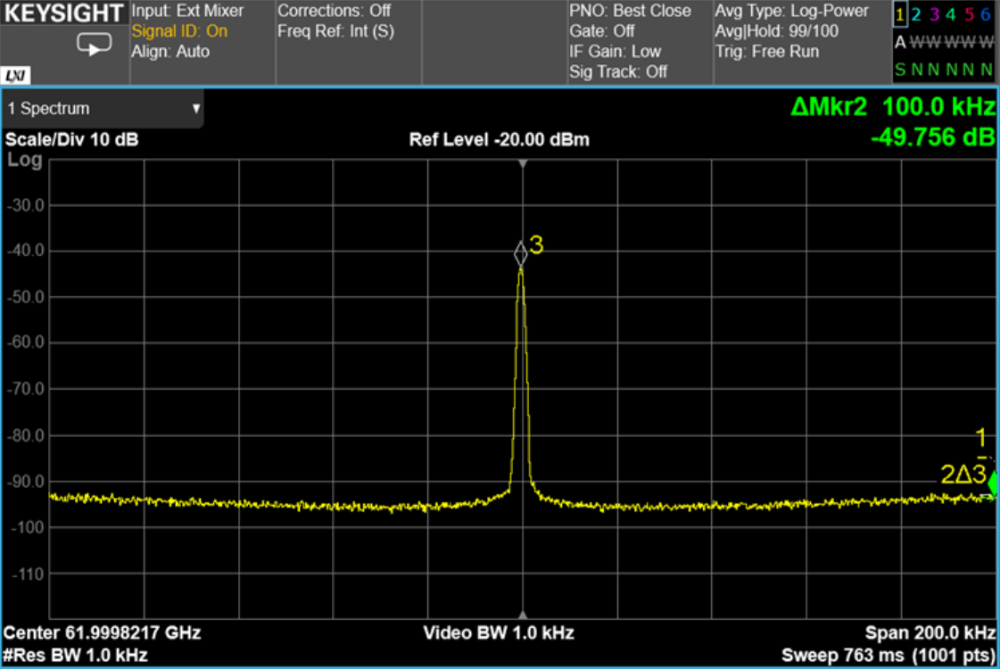 KEYSIGHT
Input: Ext Mixer
Signal ID: On
Align: Auto
Corrections: Off
Freq Ref: Int (S)
PNO: Best Close
Gate: Off
IF Gain: Low
Sig Track: Off
Avg Type: Log-Power
Avg|Hold: 99/100
Trig: Free Run
1 2 3 4 5 6
A W W W W W
S N N N N N
LXI
1 Spectrum
ΔMkr2 100.0 kHz
-49.756 dB
Scale/Div 10 dB
Ref Level -20.00 dBm
Log
-30.0
-40.0
-50.0
-60.0
-70.0
-80.0
-90.0
-100
-110
3
1
2Δ3
Center 61.9998217 GHz
Video BW 1.0 kHz
Span 200.0 kHz
#Res BW 1.0 kHz
Sweep 763 ms (1001 pts)